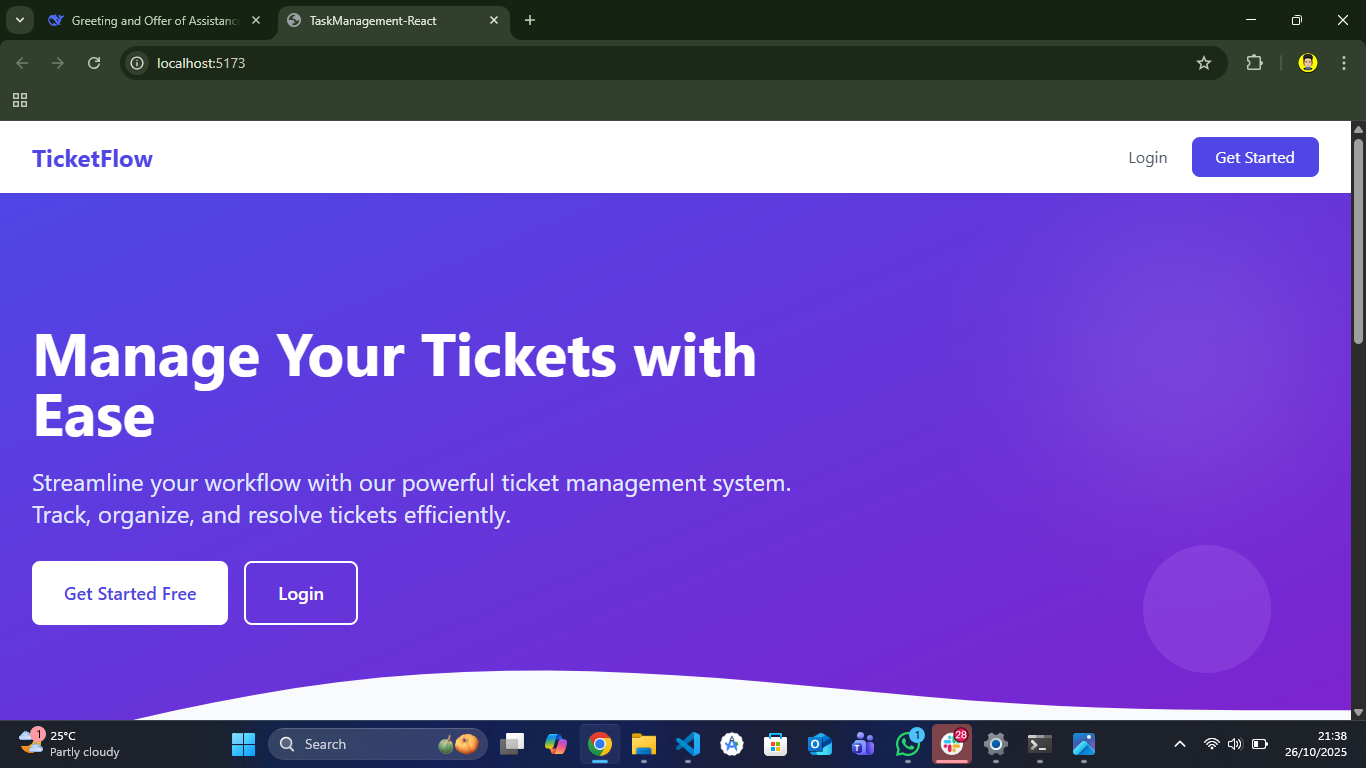 Greeting and Offer of Assistanc
TaskManagement-React
localhost:5173
TicketFlow
Login
Get Started
Manage Your Tickets with
Ease
Streamline your workflow with our powerful ticket management system.
Track, organize, and resolve tickets efficiently.
Get Started Free
Login
1
25°C
Partly cloudy
Search
1
28
21:38
26/10/2025